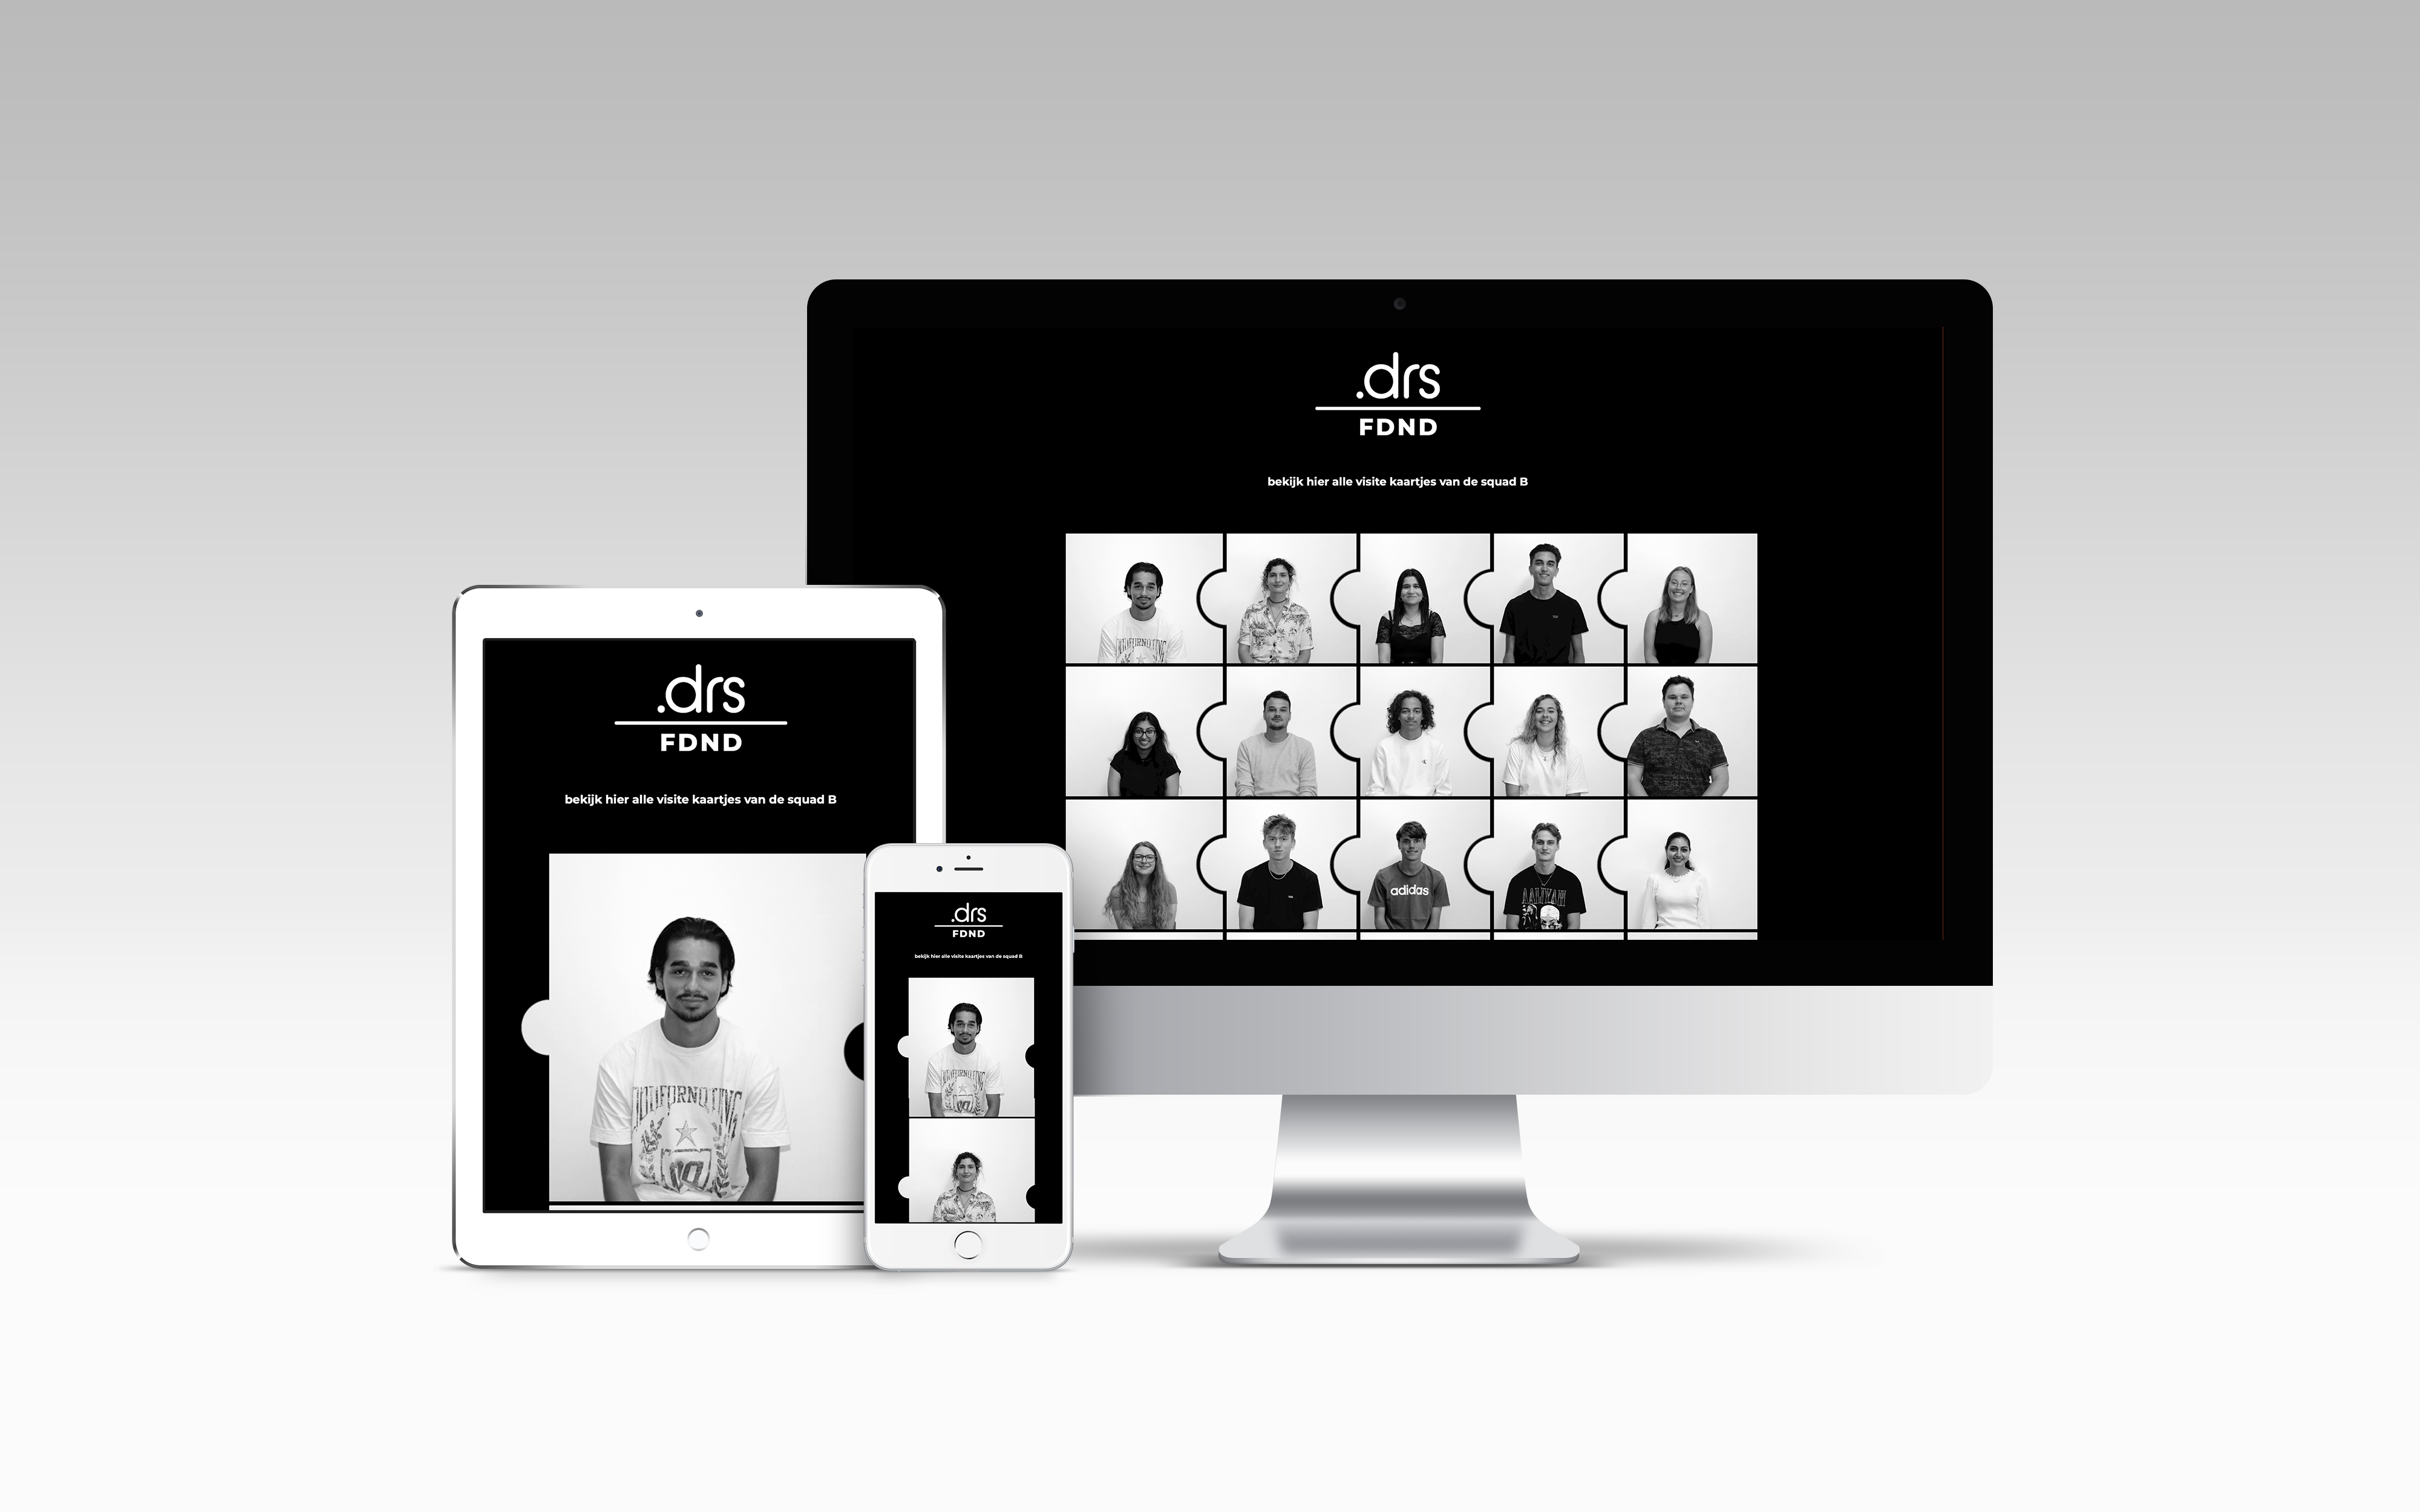 .drs
FDND
bekijk hier alle visite kaartjes van de squad B
adidas
AALIYAH
.drs
FDND
bekijk hier alle visite kaartjes van de squad B
.drs
FDND
bekijk hier alle visite kaartjes van de squad B